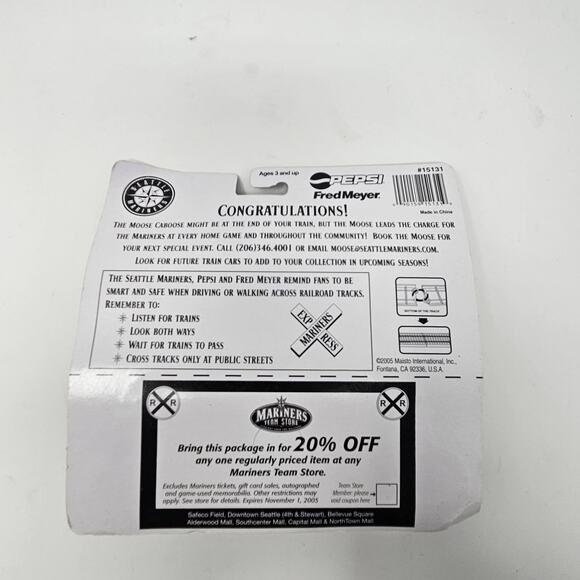 SEATTLE
MARINERS
Ages 3 and up
PEPSI
FredMeyer
#15131
Made in China
CONGRATULATIONS!
THE MOOSE CABOOSE MIGHT BE AT THE END OF YOUR TRAIN, BUT THE MOOSE LEADS THE CHARGE FOR
THE MARINERS AT EVERY HOME GAME AND THROUGHOUT THE COMMUNITY! BOOK THE MOOSE FOR
YOUR NEXT SPECIAL EVENT. CALL (206)346.4001 OR EMAIL MOOSE@SEATTLEMARINERS.COM.
LOOK FOR FUTURE TRAIN CARS TO ADD TO YOUR COLLECTION IN UPCOMING SEASONS!
THE SEATTLE MARINERS, PEPSI AND FRED MEYER REMIND FANS TO BE
SMART AND SAFE WHEN DRIVING OR WALKING ACROSS RAILROAD TRACKS.
REMEMBER TO:
LISTEN FOR TRAINS
LOOK BOTH WAYS
WAIT FOR TRAINS TO PASS
CROSS TRACKS ONLY AT PUBLIC STREETS
EXP RESS
MARINERS
BOTTOM OF THE TRACK
©2005 Maisto International, Inc.,
Fontana, CA 92336, U.S.A.
R R
MARINERS
TEAM STORE
R R
Bring this package in for 20% OFF
any one regularly priced item at any
Mariners Team Store.
Excludes Mariners tickets, gift card sales, autographed
and game-used memorabilia. Other restrictions may
apply. See store for details. Expires November 1, 2005
Team Store
Member, please
void coupon here
Safeco Field, Downtown Seattle (4th & Stewart), Bellevue Square
Alderwood Mall, Southcenter Mall, Capital Mall & NorthTown Mall